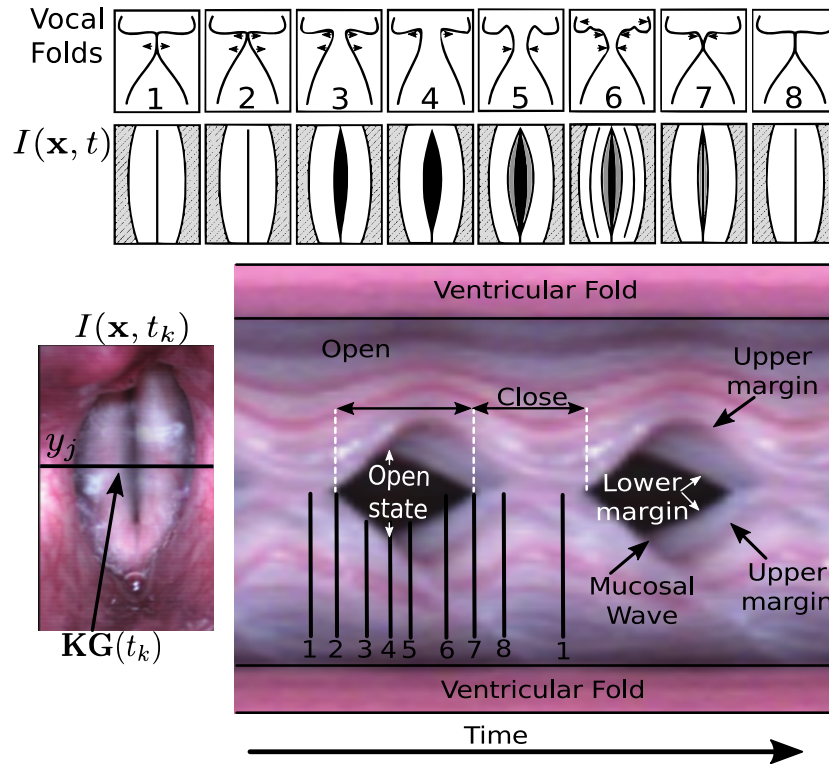 Vocal
Folds
1 2 3 4 5 6 7 8
I(x, t)
I(x, t_k)
y_j
KG(t_k)
Ventricular Fold
Open
Close
Upper
margin
Open
state
Lower
margin
Mucosal
Wave
Upper
margin
1 2 3 4 5 6 7 8 1
Ventricular Fold
Time